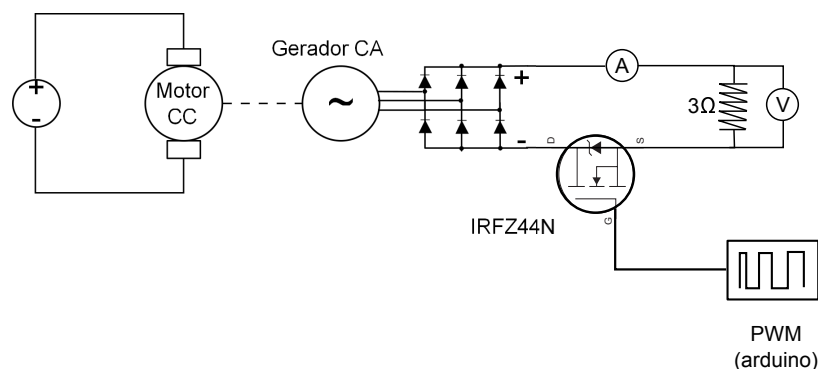 Gerador CA
Motor
CC
+
-
~
+
-
A
3Ω
V
D
S
G
IRFZ44N
PWM
(arduino)